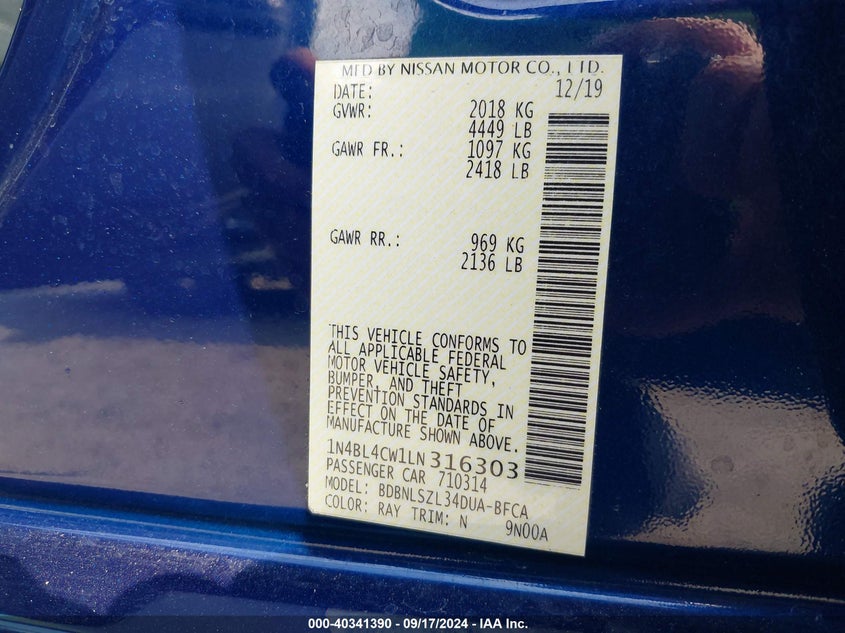 MFD BY NISSAN MOTOR CO., LTD.
DATE: 12/19
GVWR: 2018 KG
4449 LB
GAWR FR.: 1097 KG
2418 LB
GAWR RR.: 969 KG
2136 LB
THIS VEHICLE CONFORMS TO
ALL APPLICABLE FEDERAL
MOTOR VEHICLE SAFETY,
BUMPER, AND THEFT
PREVENTION STANDARDS IN
EFFECT ON THE DATE OF
MANUFACTURE SHOWN ABOVE.
1N4BL4CW1LN316303
PASSENGER CAR 710314
MODEL: BDBNLSZL34DUA-BFCA
COLOR: RAY TRIM: N 9N00A
000-40341390 - 09/17/2024 - IAA Inc.